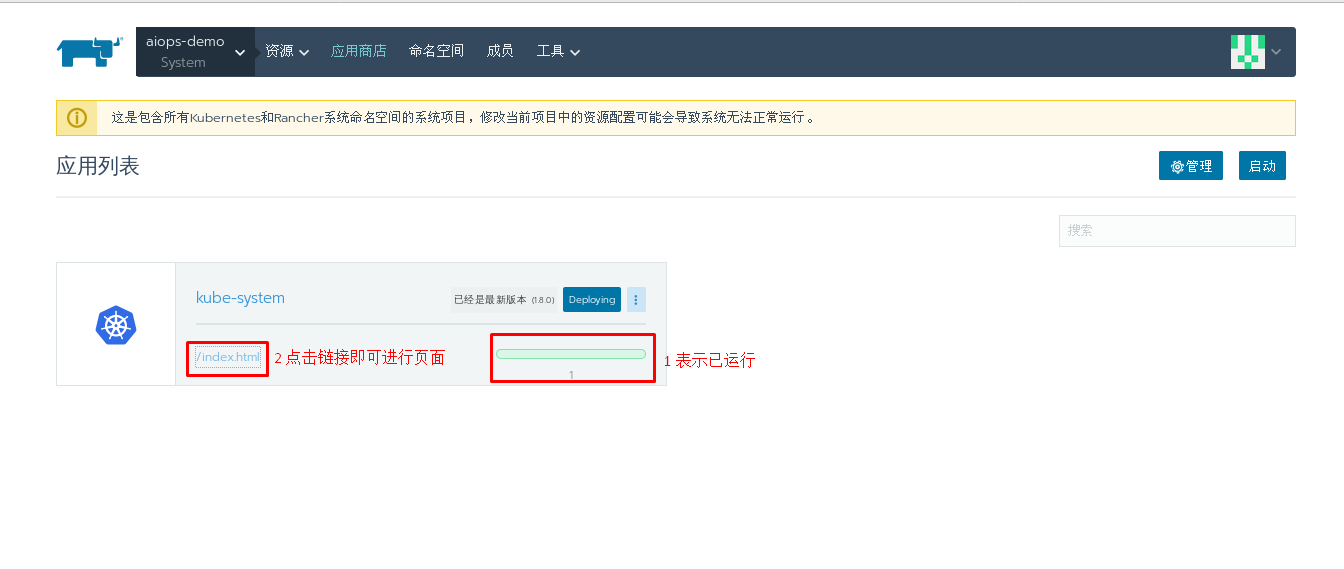 aiops-demo
System
资源
应用商店
命名空间
成员
工具
这是包含所有Kubernetes和Rancher系统命名空间的系统项目，修改当前项目中的资源配置可能会导致系统无法正常运行。
应用列表
管理
启动
搜索
kube-system
已经是最新版本 (1.8.0)
Deploying
/index.html
2 点击链接即可进行页面
1
1 表示已运行